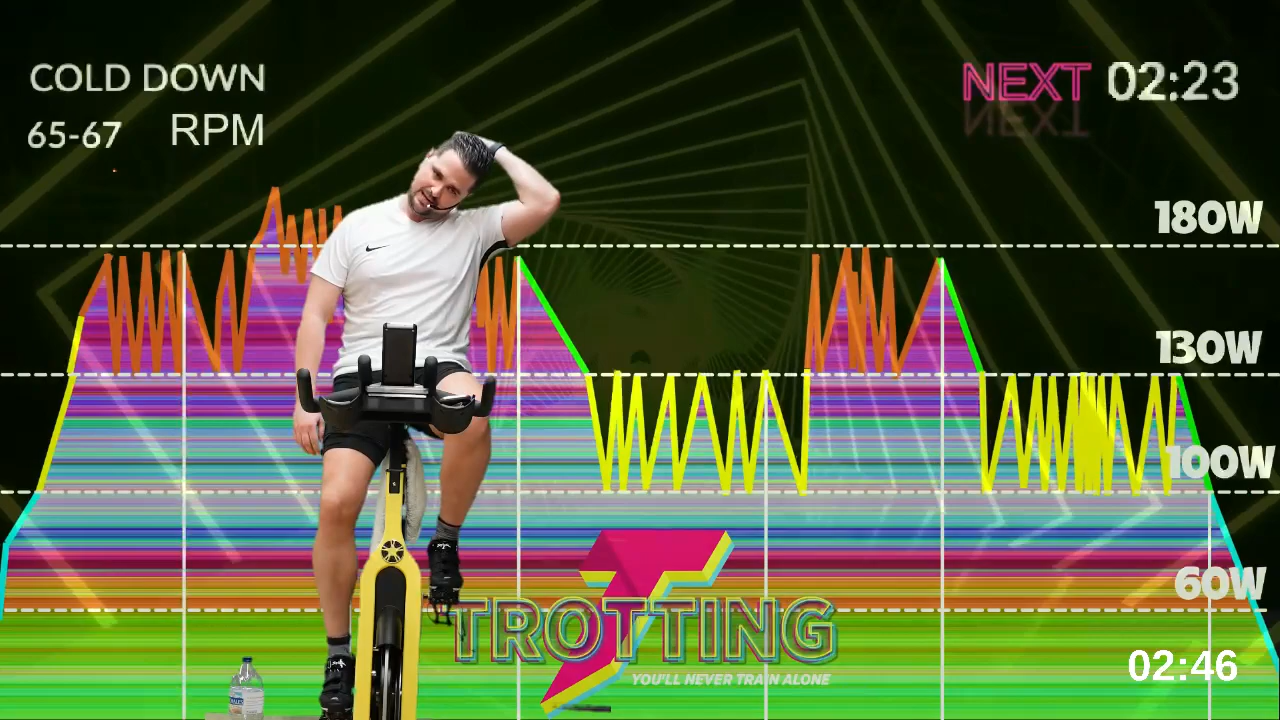 COLD DOWN
65-67 RPM
NEXT 02:23
NEXT
180W
130W
100W
60W
TROTTING
YOU'LL NEVER TRAIN ALONE
02:46